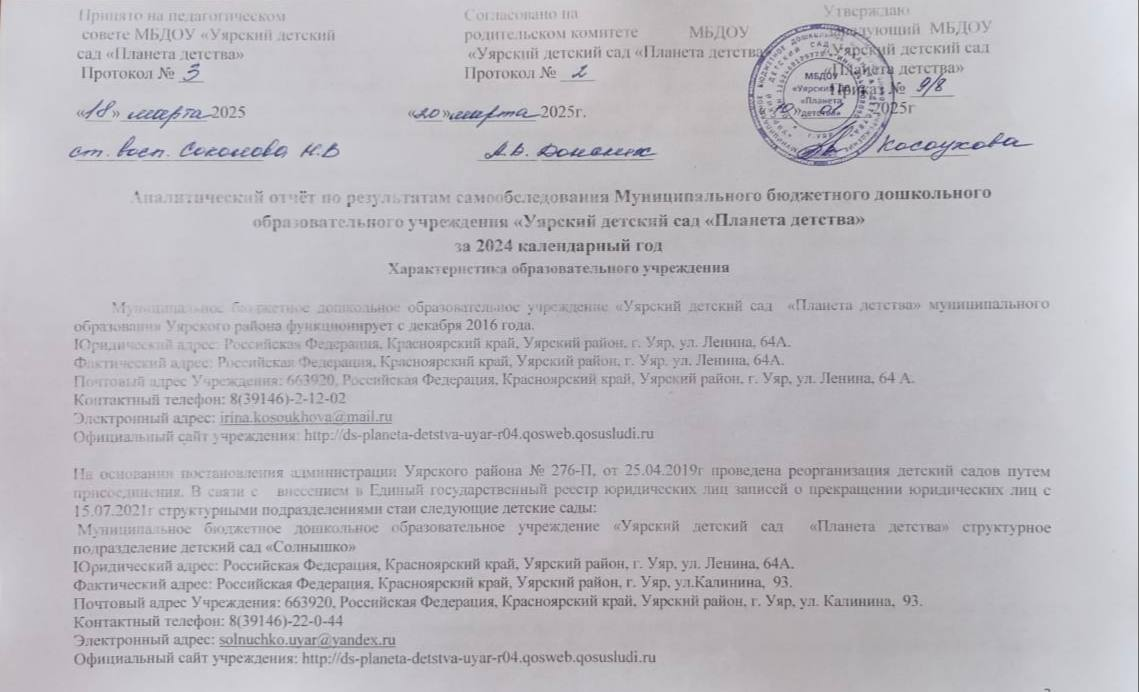 Принято на педагогическом
совете МБДОУ «Уярский детский
сад «Планета детства»
Протокол № 3
«18» марта 2025
ст. восп. Соколова Н.В
Согласовано на
родительском комитете МБДОУ
«Уярский детский сад «Планета детства»
Протокол № 2
«20» марта 2025г.
А.В.
Утверждаю
заведующий МБДОУ
«Уярский детский сад
«Планета детства»
Приказ № 9/8
2025г
Косоухова
МБДОУ
«Уярский д/с
«Планета
детства»
Аналитический отчёт по результатам самообследования Муниципального бюджетного дошкольного
образовательного учреждения «Уярский детский сад «Планета детства»
за 2024 календарный год
Характеристика образовательного учреждения
Муниципальное бюджетное дошкольное образовательное учреждение «Уярский детский сад «Планета детства» муниципального
образования Уярского района функционирует с декабря 2016 года.
Юридический адрес: Российская Федерация, Красноярский край, Уярский район, г. Уяр, ул. Ленина, 64А.
Фактический адрес: Российская Федерация, Красноярский край, Уярский район, г. Уяр, ул. Ленина, 64А.
Почтовый адрес Учреждения: 663920, Российская Федерация, Красноярский край, Уярский район, г. Уяр, ул. Ленина, 64 А.
Контактный телефон: 8(39146)-2-12-02
Электронный адрес: irina.kosoukhova@mail.ru
Официальный сайт учреждения: http://ds-planeta-detstva-uyar-r04.qosweb.qosusludi.ru
На основании постановления администрации Уярского района № 276-П, от 25.04.2019г проведена реорганизация детский садов путем
присоединения. В связи с внесением в Единый государственный реестр юридических лиц записей о прекращении юридических лиц с
15.07.2021г структурными подразделениями стаи следующие детские сады:
Муниципальное бюджетное дошкольное образовательное учреждение «Уярский детский сад «Планета детства» структурное
подразделение детский сад «Солнышко»
Юридический адрес: Российская Федерация, Красноярский край, Уярский район, г. Уяр, ул. Ленина, 64А.
Фактический адрес: Российская Федерация, Красноярский край, Уярский район, г. Уяр, ул.Калинина, 93.
Почтовый адрес Учреждения: 663920, Российская Федерация, Красноярский край, Уярский район, г. Уяр, ул. Калинина, 93.
Контактный телефон: 8(39146)-22-0-44
Электронный адрес: solnuchko.uyar@yandex.ru
Официальный сайт учреждения: http://ds-planeta-detstva-uyar-r04.qosweb.qosusludi.ru